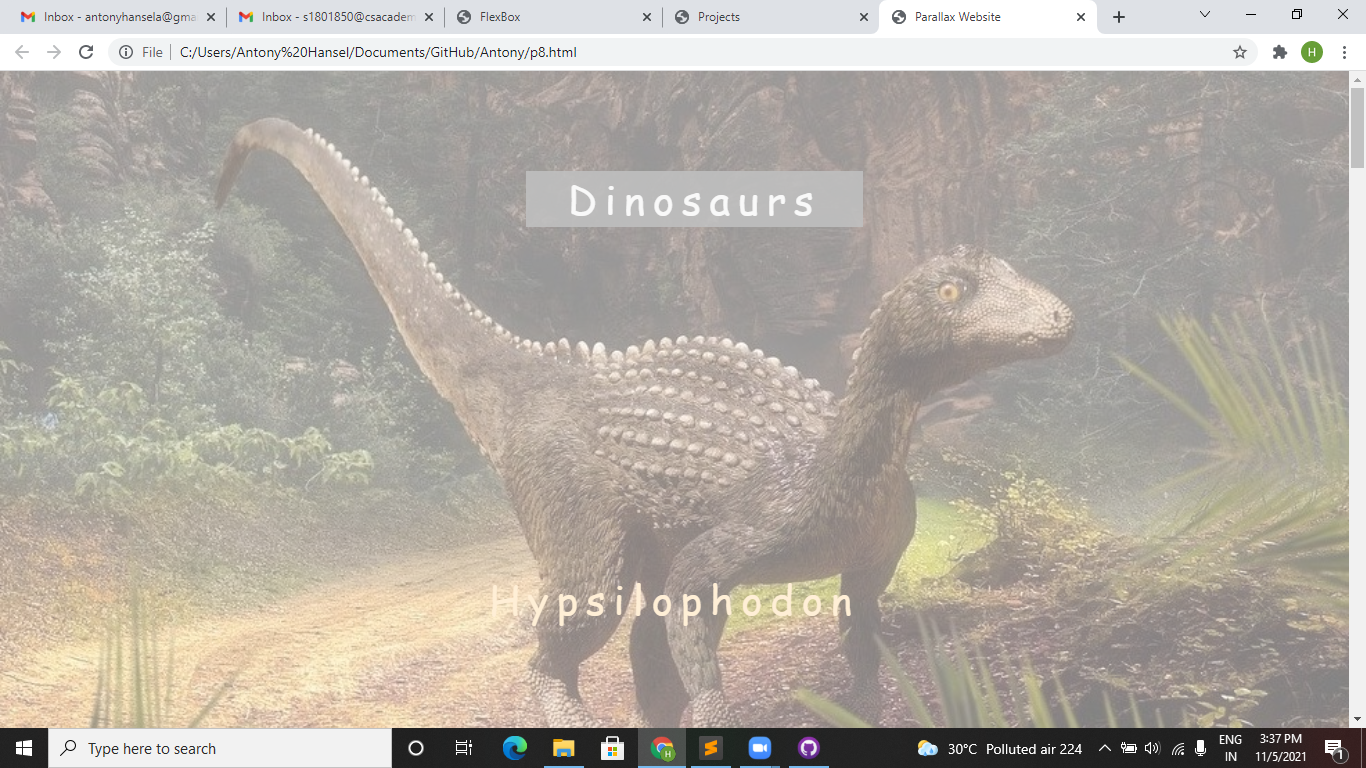 Inbox - antonyhansela@gma
Inbox - s1801850@csacadem
FlexBox
Projects
Parallax Website
File
C:/Users/Antony%20Hansel/Documents/GitHub/Antony/p8.html
H
Dinosaurs
Hypsilophodon
Type here to search
H
30°C Polluted air 224
ENG
IN
3:37 PM
11/5/2021
1